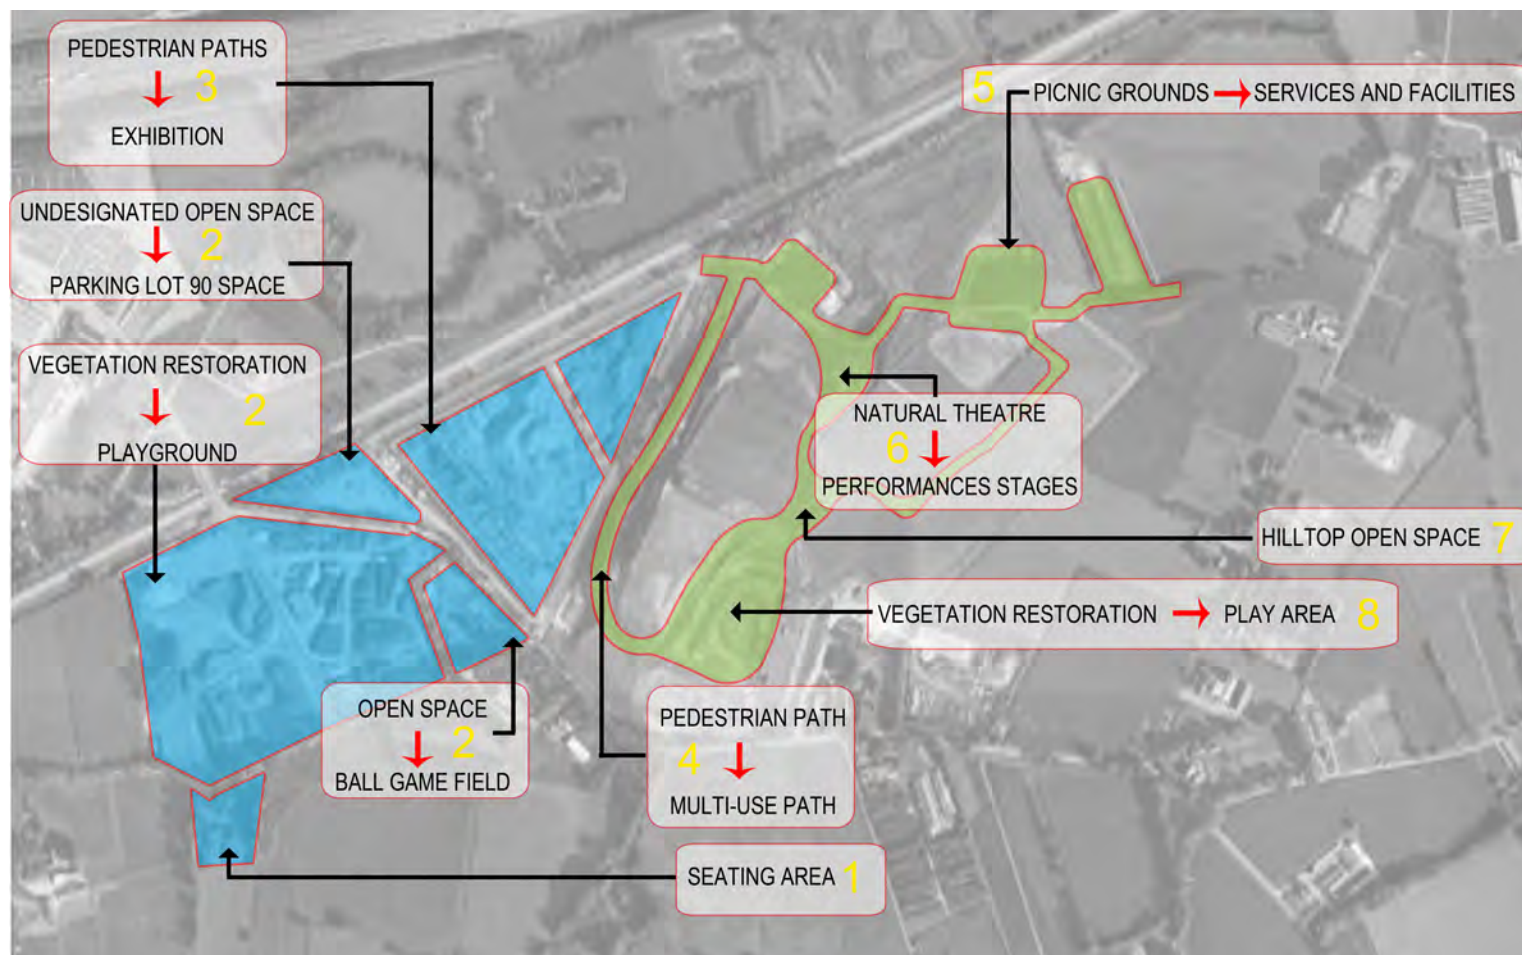 PEDESTRIAN PATHS
3
EXHIBITION
UNDESIGNATED OPEN SPACE
2
PARKING LOT 90 SPACE
VEGETATION RESTORATION
2
PLAYGROUND
5 PICNIC GROUNDS SERVICES AND FACILITIES
NATURAL THEATRE
6
PERFORMANCES STAGES
HILLTOP OPEN SPACE 7
VEGETATION RESTORATION PLAY AREA 8
OPEN SPACE
2
BALL GAME FIELD
PEDESTRIAN PATH
4
MULTI-USE PATH
SEATING AREA 1